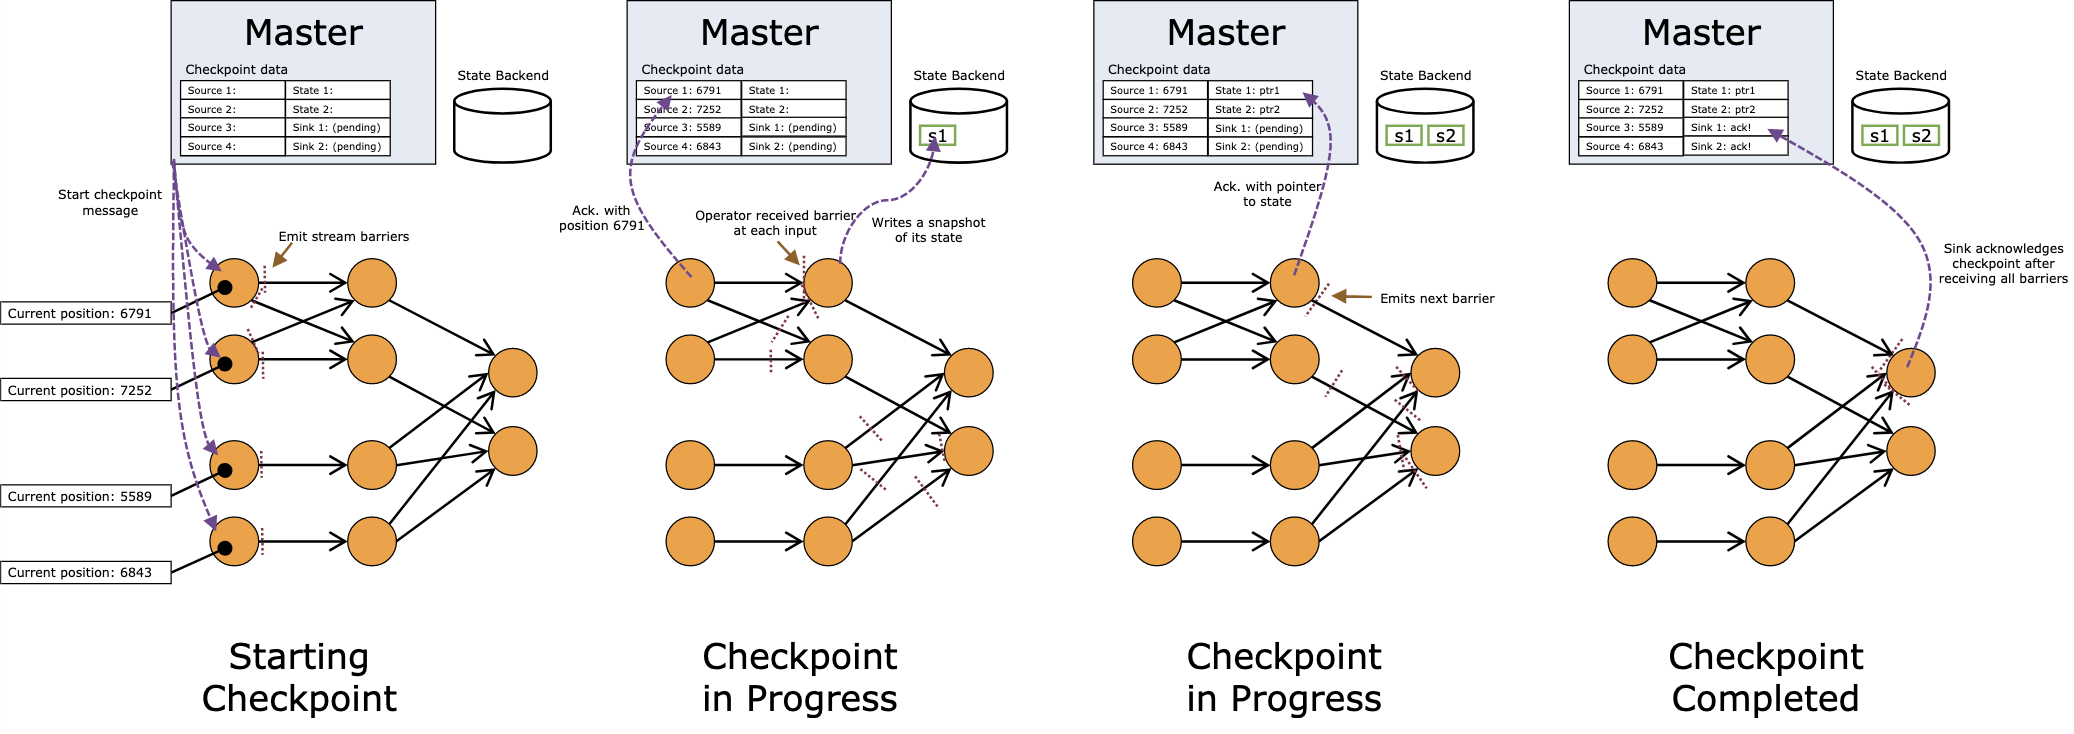 Master
Checkpoint data
Source 1:
State 1:
Source 2:
State 2:
Source 3:
Sink 1: (pending)
Source 4:
Sink 2: (pending)
State Backend
Start checkpoint
message
Emit stream barriers
Current position: 6791
Current position: 7252
Current position: 5589
Current position: 6843
Starting
Checkpoint
Master
Checkpoint data
Source 1: 6791
State 1:
Source 2: 7252
State 2:
Source 3: 5589
Sink 1: (pending)
Source 4: 6843
Sink 2: (pending)
State Backend
s1
Ack. with
position 6791
Operator received barrier
at each input
Writes a snapshot
of its state
Checkpoint
in Progress
Master
Checkpoint data
Source 1: 6791
State 1: ptr1
Source 2: 7252
State 2: ptr2
Source 3: 5589
Sink 1: (pending)
Source 4: 6843
Sink 2: (pending)
State Backend
s1 s2
Ack. with pointer
to state
Emits next barrier
Checkpoint
in Progress
Master
Checkpoint data
Source 1: 6791
State 1: ptr1
Source 2: 7252
State 2: ptr2
Source 3: 5589
Sink 1: ack!
Source 4: 6843
Sink 2: ack!
State Backend
s1 s2
Sink acknowledges
checkpoint after
receiving all barriers
Checkpoint
Completed